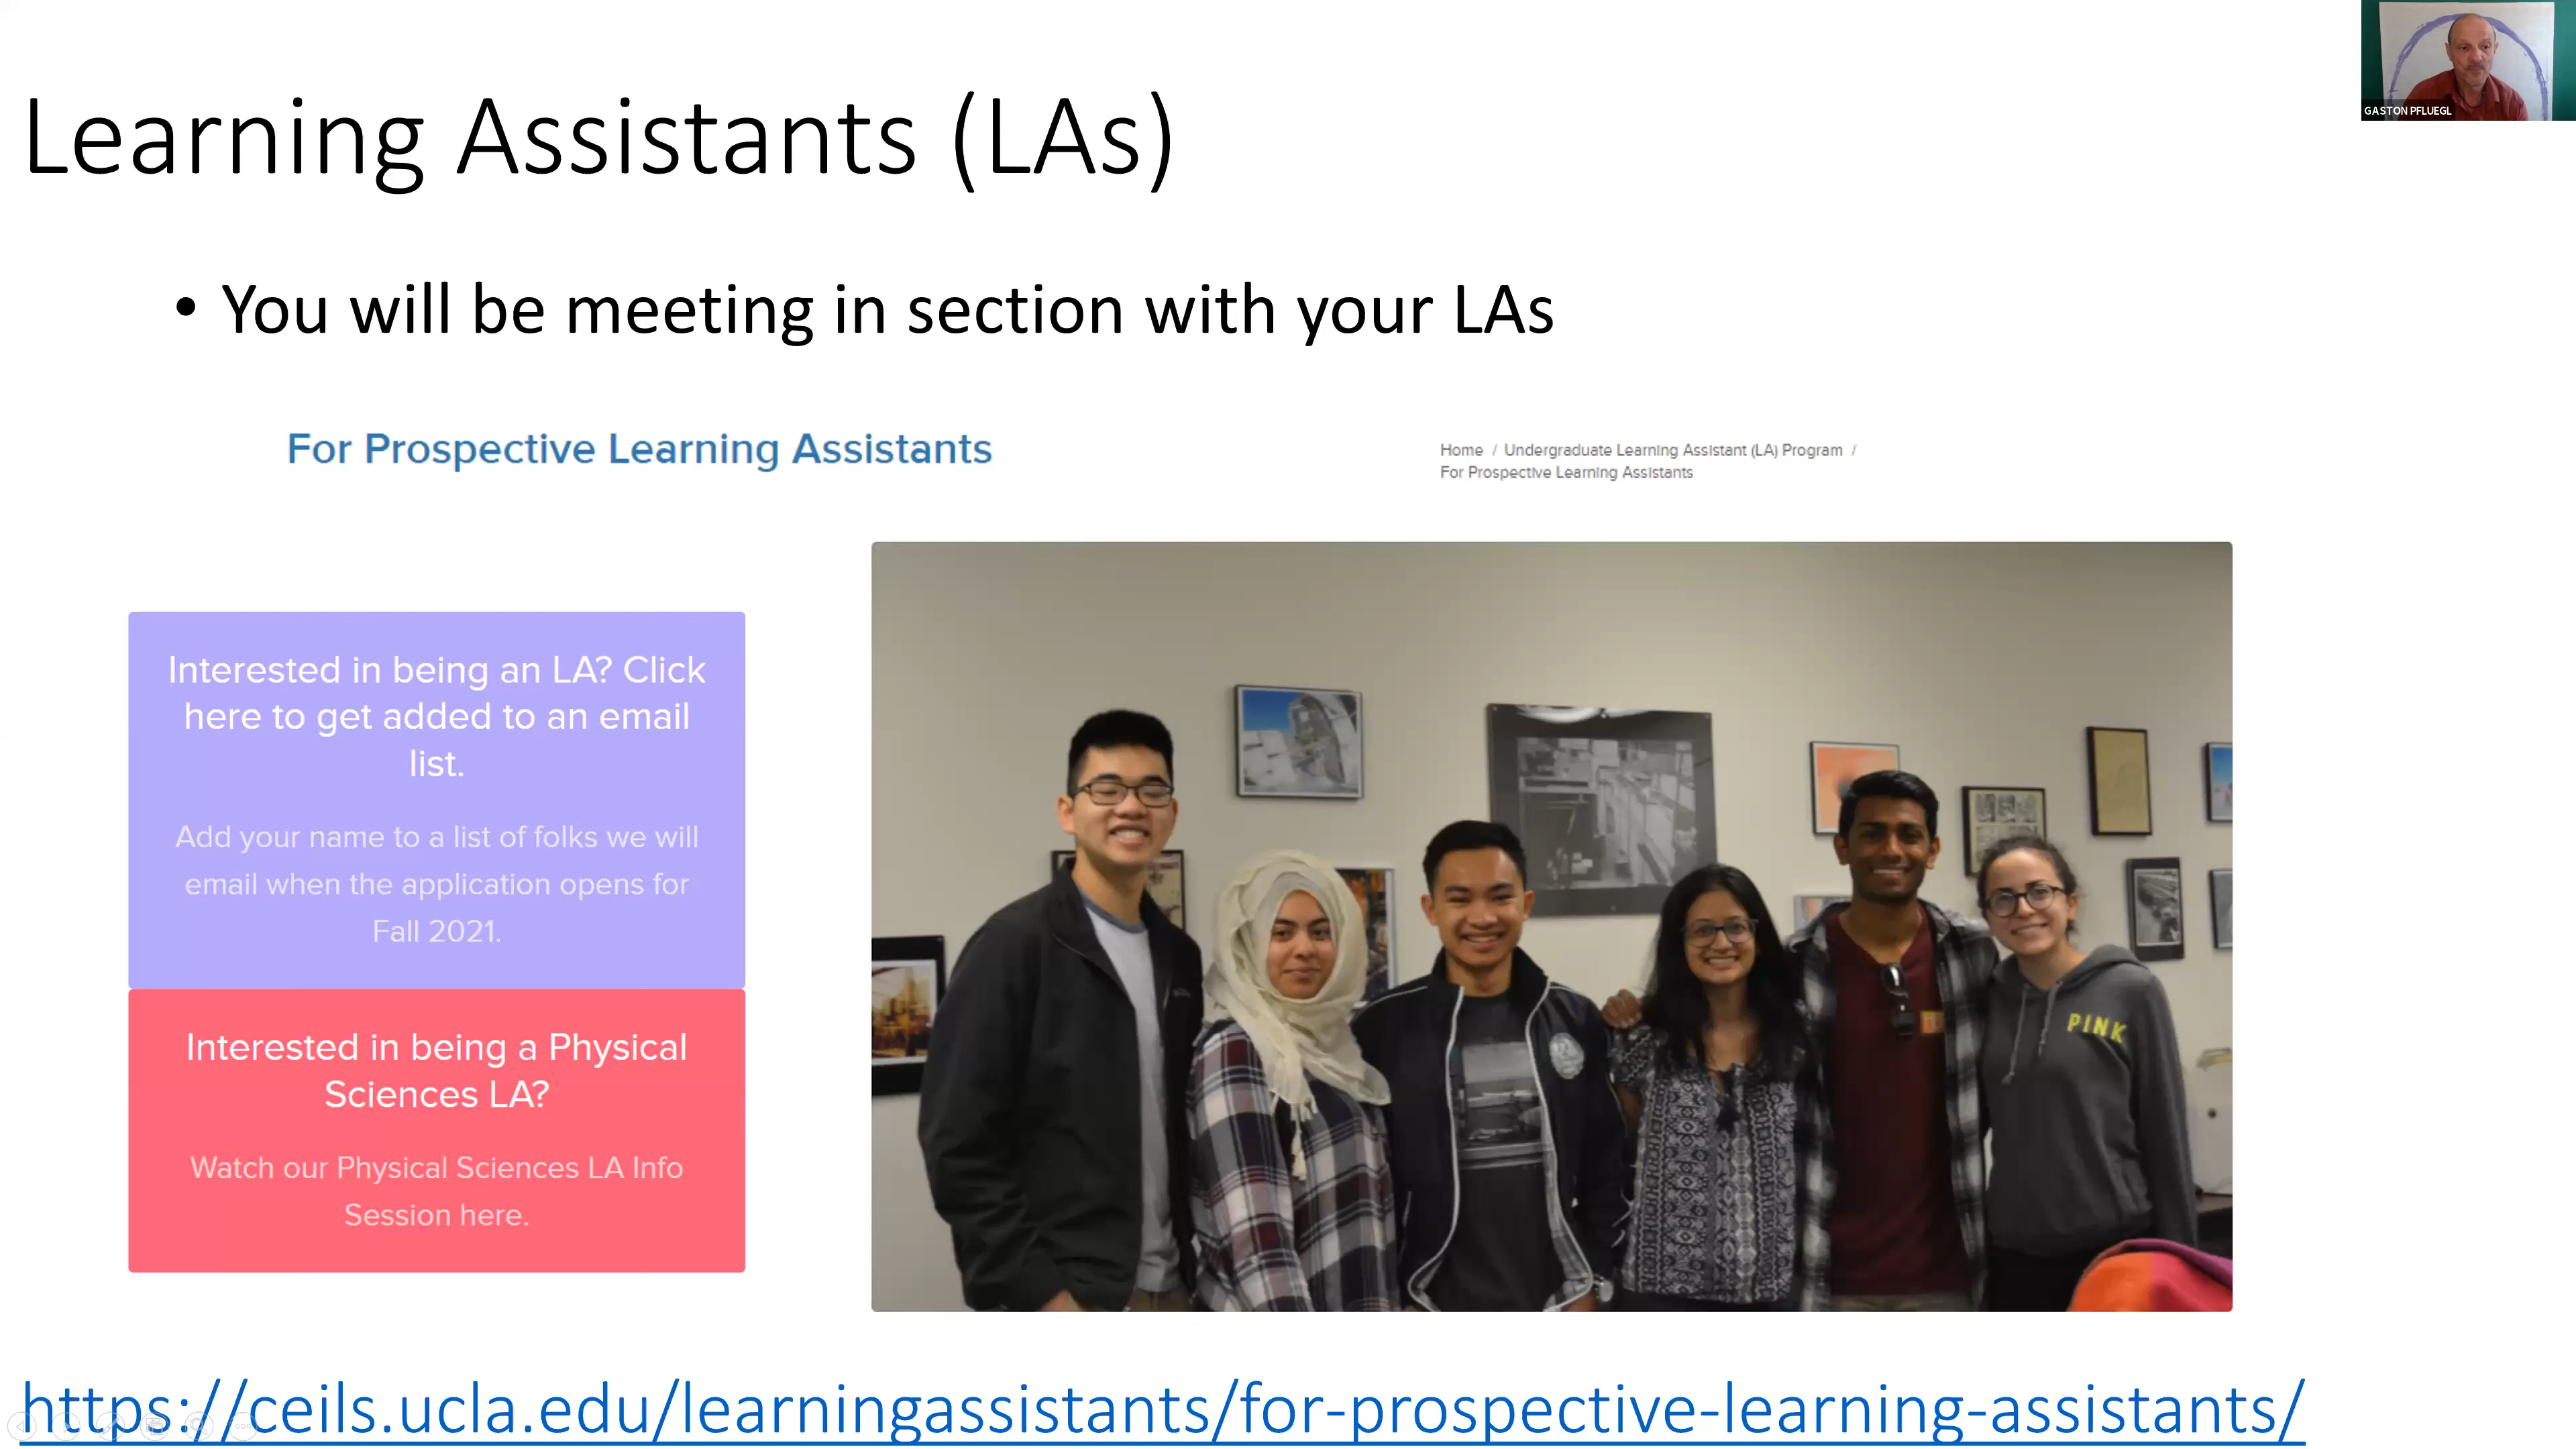 GASTON PFLUEGL
Learning Assistants (LAs)
• You will be meeting in section with your LAs
For Prospective Learning Assistants
Home / Undergraduate Learning Assistant (LA) Program /
For Prospective Learning Assistants
Interested in being an LA? Click
here to get added to an email
list.
Add your name to a list of folks we will
email when the application opens for
Fall 2021.
Interested in being a Physical
Sciences LA?
Watch our Physical Sciences LA Info
Session here.
PINK
https://ceils.ucla.edu/learningassistants/for-prospective-learning-assistants/